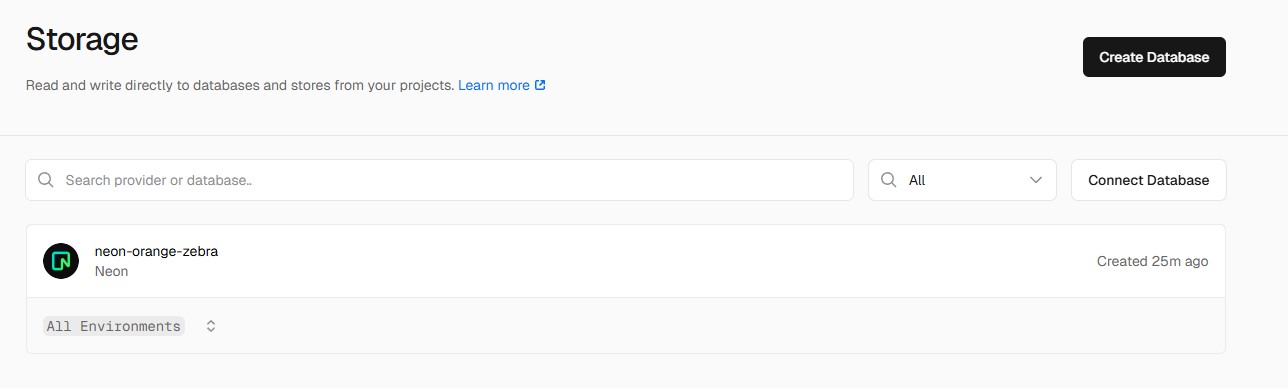 Storage
Create Database
Read and write directly to databases and stores from your projects. Learn more
Search provider or database..
All
Connect Database
neon-orange-zebra
Neon
Created 25m ago
All Environments